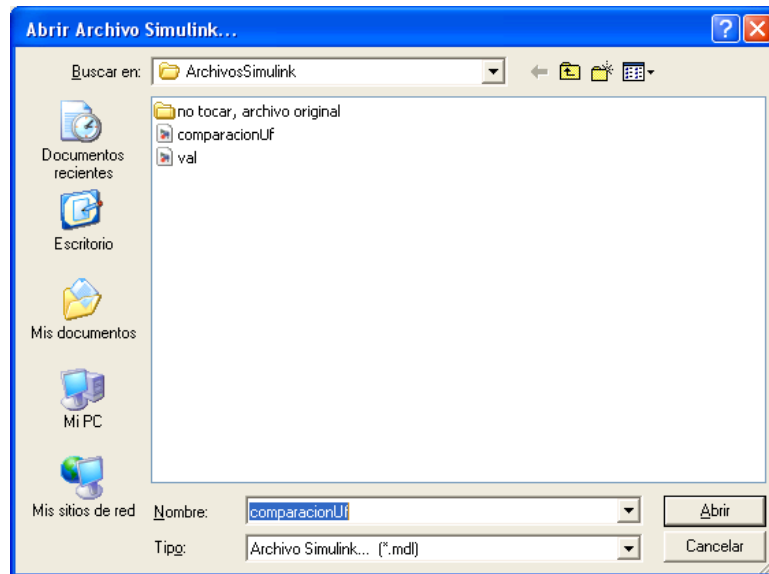 Abrir Archivo Simulink...
Buscar en: ArchivosSimulink
no tocar, archivo original
comparacionUf
val
Documentos
recientes
Escritorio
Mis documentos
Mi PC
Mis sitios de red
Nombre: comparacionUf Abrir
Tipo: Archivo Simulink... (*.mdl) Cancelar